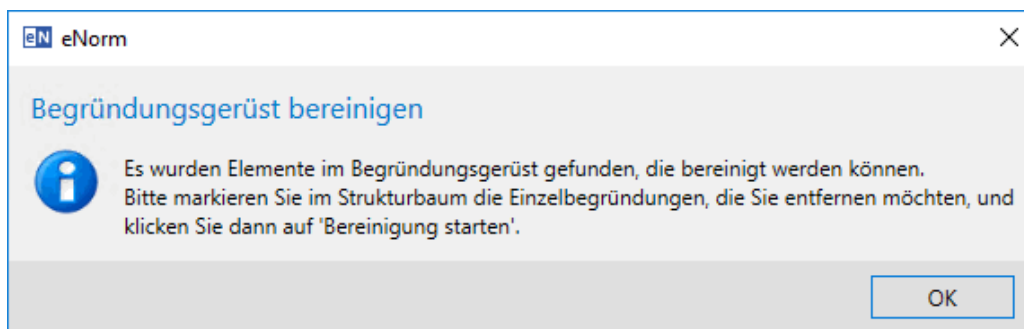 eN eNorm
Begründungsgerüst bereinigen
Es wurden Elemente im Begründungsgerüst gefunden, die bereinigt werden können.
Bitte markieren Sie im Strukturbaum die Einzelbegründungen, die Sie entfernen möchten, und
klicken Sie dann auf 'Bereinigung starten'.
OK